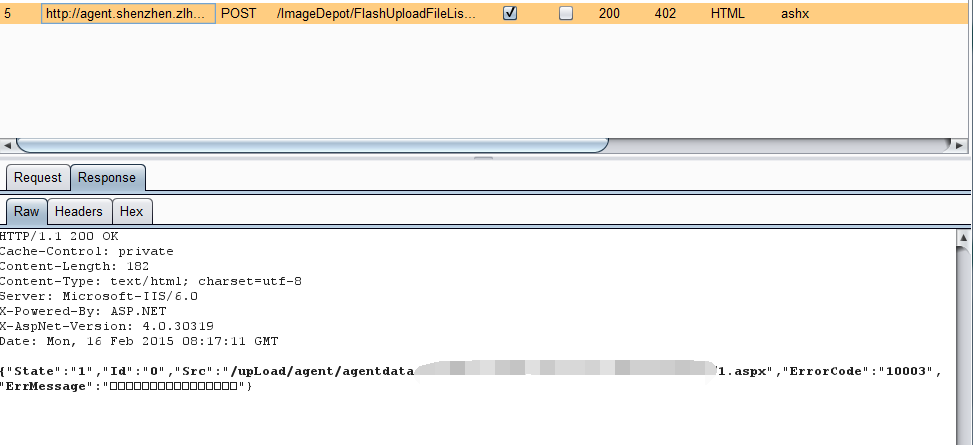 5 http://agent.shenzhen.zlh... POST /ImageDepot/FlashUploadFileLis... 200 402 HTML ashx
Request Response
Raw Headers Hex
HTTP/1.1 200 OK
Cache-Control: private
Content-Length: 182
Content-Type: text/html; charset=utf-8
Server: Microsoft-IIS/6.0
X-Powered-By: ASP.NET
X-AspNet-Version: 4.0.30319
Date: Mon, 16 Feb 2015 08:17:11 GMT
{"State":"1","Id":"0","Src":"/upLoad/agent/agentdata 1.aspx","ErrorCode":"10003",
"ErrMessage":"□□□□□□□□□□□□□□□□"}